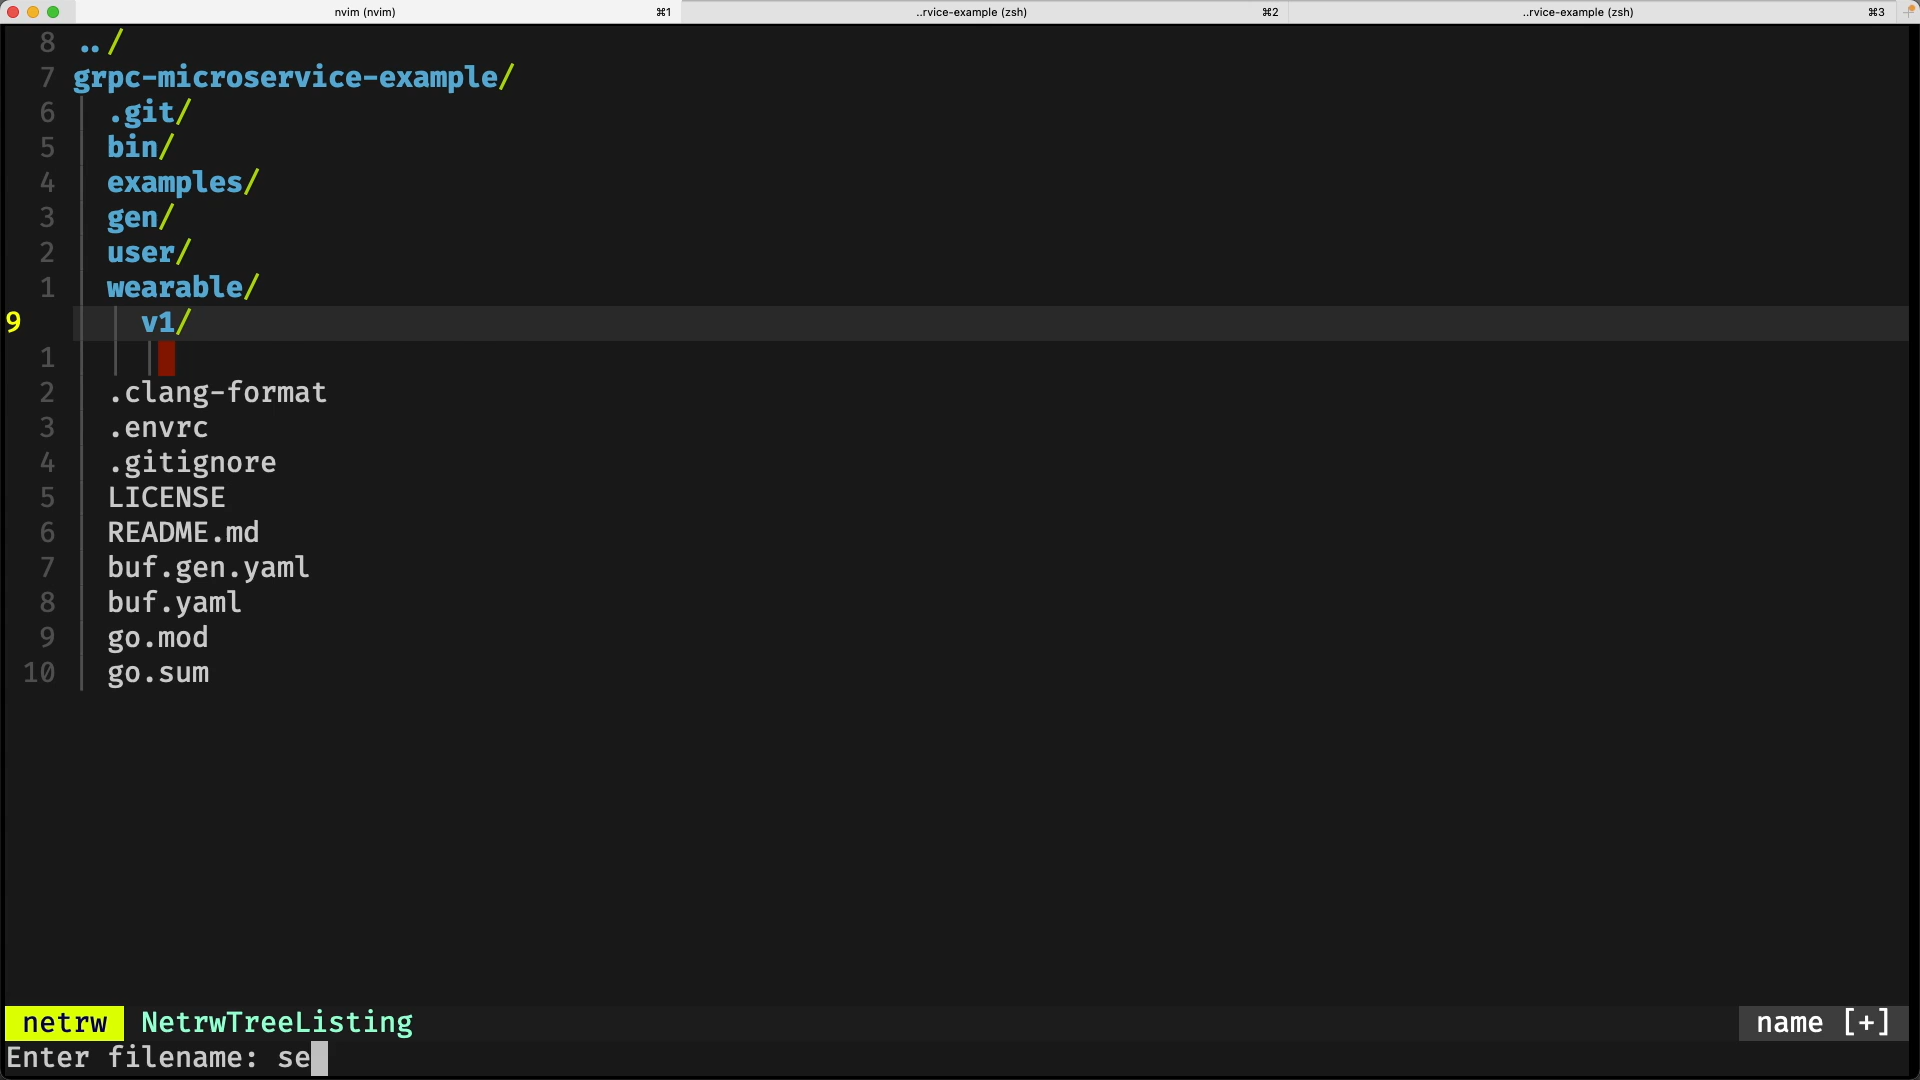 nvim (nvim) ⌘1 ..rvice-example (zsh) ⌘2 ..rvice-example (zsh) ⌘3
8 ../
7 grpc-microservice-example/
6 .git/
5 bin/
4 examples/
3 gen/
2 user/
1 wearable/
9 v1/
1
2 .clang-format
3 .envrc
4 .gitignore
5 LICENSE
6 README.md
7 buf.gen.yaml
8 buf.yaml
9 go.mod
10 go.sum
netrw NetrwTreeListing name [+]
Enter filename: se